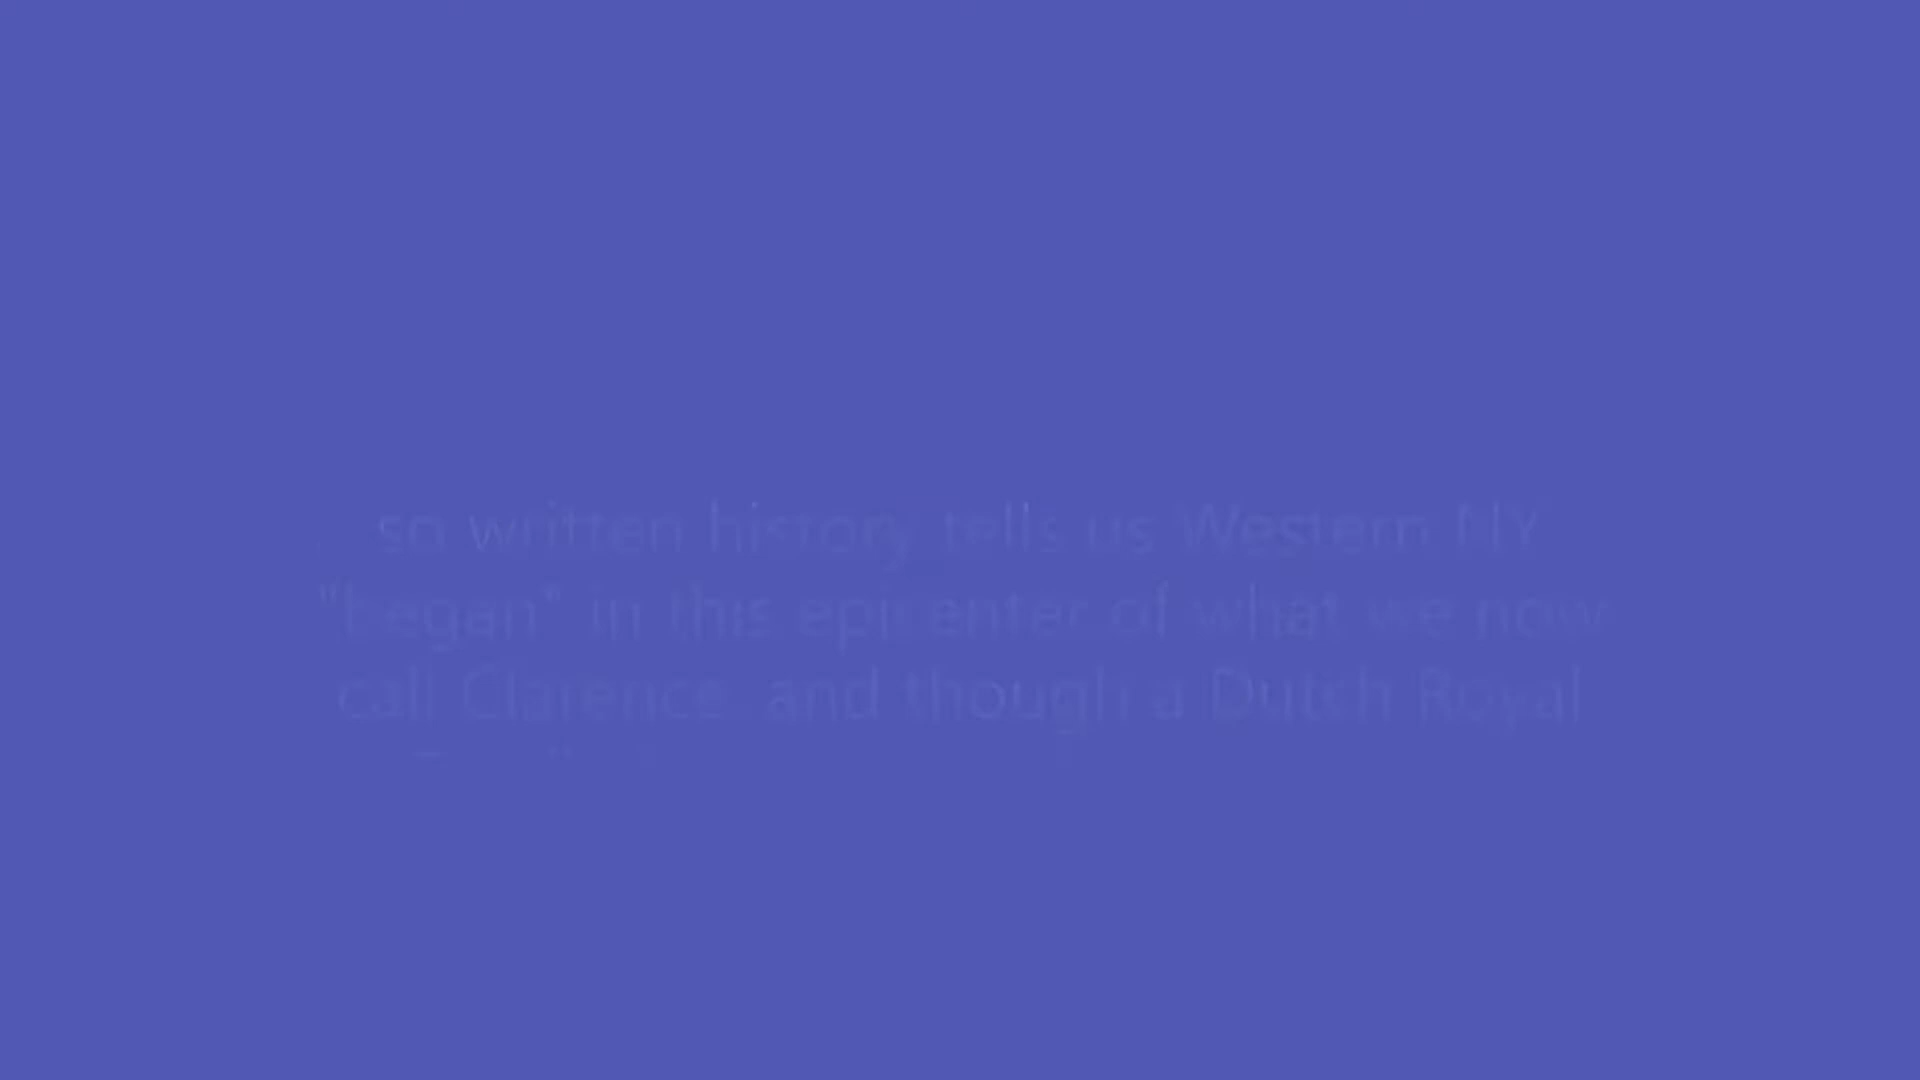 so written history tells us Western NY
"began" in this epicenter of what we now
call Clarence, and though a Dutch Royal